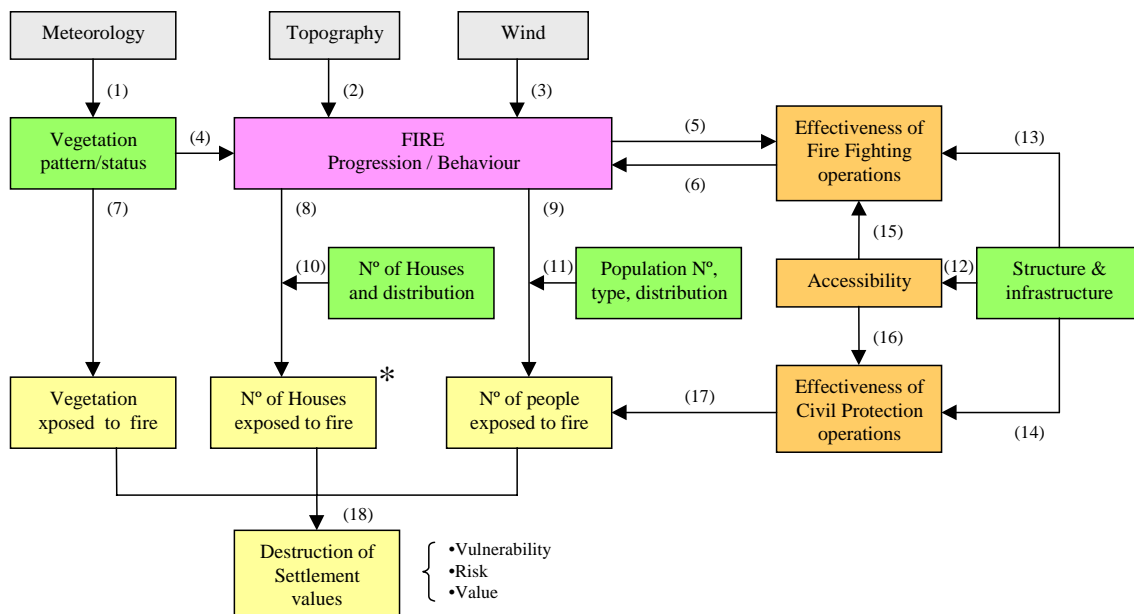 Meteorology
Topography
Wind
(1)
(2)
(3)
Vegetation
pattern/status
(4)
FIRE
Progression / Behaviour
(5)
(6)
Effectiveness of
Fire Fighting
operations
(13)
(7)
(8)
(9)
(15)
(10)
Nº of Houses
and distribution
(11)
Population Nº,
type, distribution
Accessibility
(12)
Structure &
infrastructure
(16)
Vegetation
xposed to fire
Nº of Houses
exposed to fire
*
Nº of people
exposed to fire
(17)
Effectiveness of
Civil Protection
operations
(14)
(18)
Destruction of
Settlement
values
•Vulnerability
•Risk
•Value